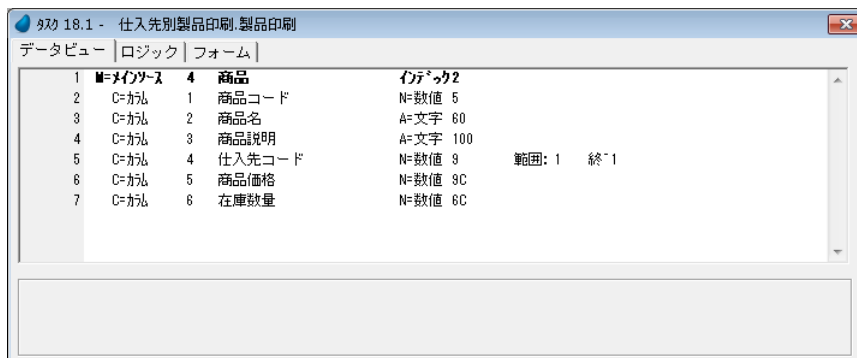 ﾀｽｸ 18.1 - 仕入先別製品印刷.製品印刷
データビュー ロジック フォーム
1 M=ﾒｲﾝｿｰｽ 4 商品 ｲﾝﾃﾞｯｸ 2
2 C=ｶﾗﾑ 1 商品コード N=数値 5
3 C=ｶﾗﾑ 2 商品名 A=文字 60
4 C=ｶﾗﾑ 3 商品説明 A=文字 100
5 C=ｶﾗﾑ 4 仕入先コード N=数値 9 範囲: 1 終~1
6 C=ｶﾗﾑ 5 商品価格 N=数値 9C
7 C=ｶﾗﾑ 6 在庫数量 N=数値 6C